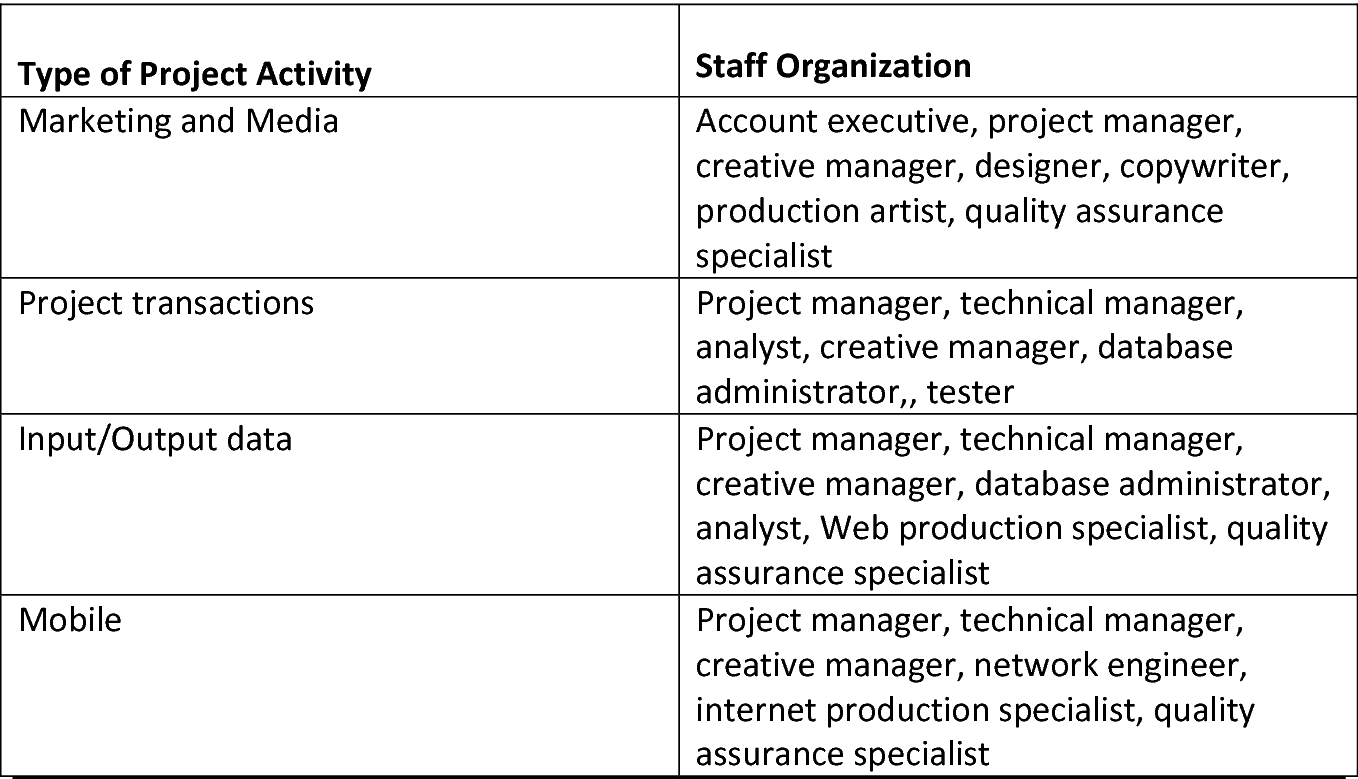 Type of Project Activity
Staff Organization
Marketing and Media
Account executive, project manager,
creative manager, designer, copywriter,
production artist, quality assurance
specialist
Project transactions
Project manager, technical manager,
analyst, creative manager, database
administrator,, tester
Input/Output data
Project manager, technical manager,
creative manager, database administrator,
analyst, Web production specialist, quality
assurance specialist
Mobile
Project manager, technical manager,
creative manager, network engineer,
internet production specialist, quality
assurance specialist